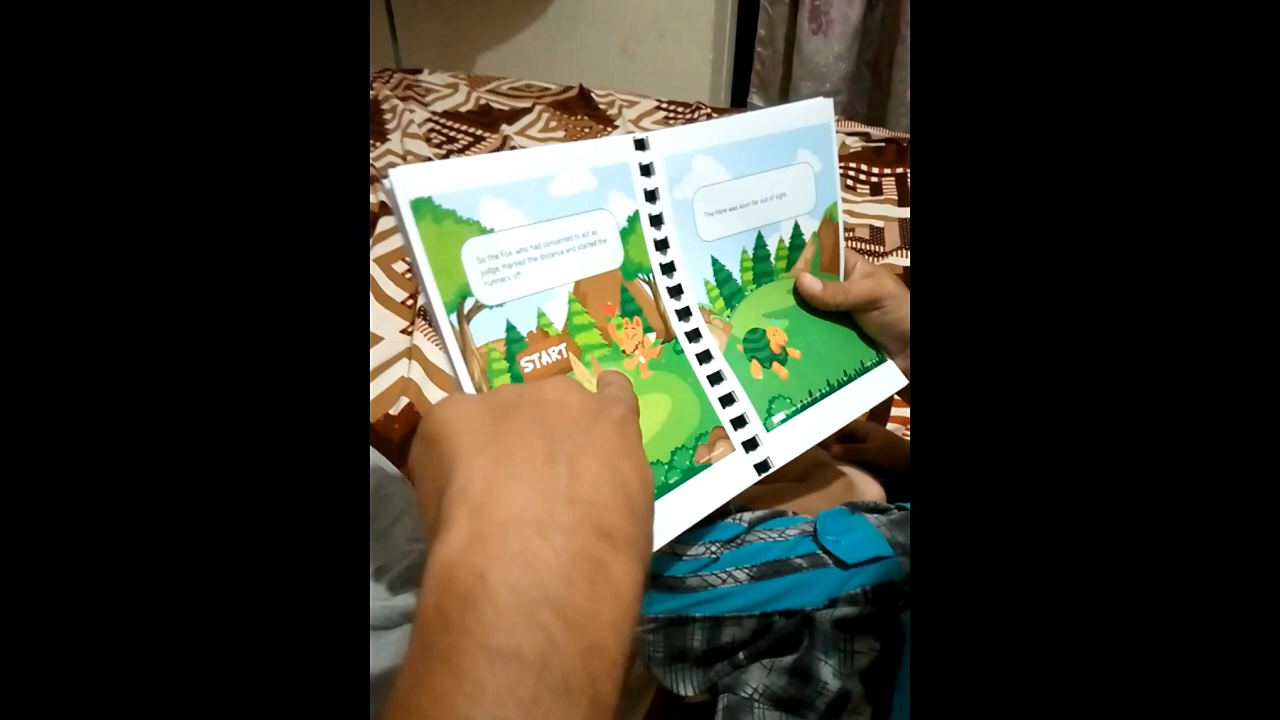 So the Fox, who had consented to act as
judge, marked the distance and started the
runners off.
START
The Hare was soon far out of sight.